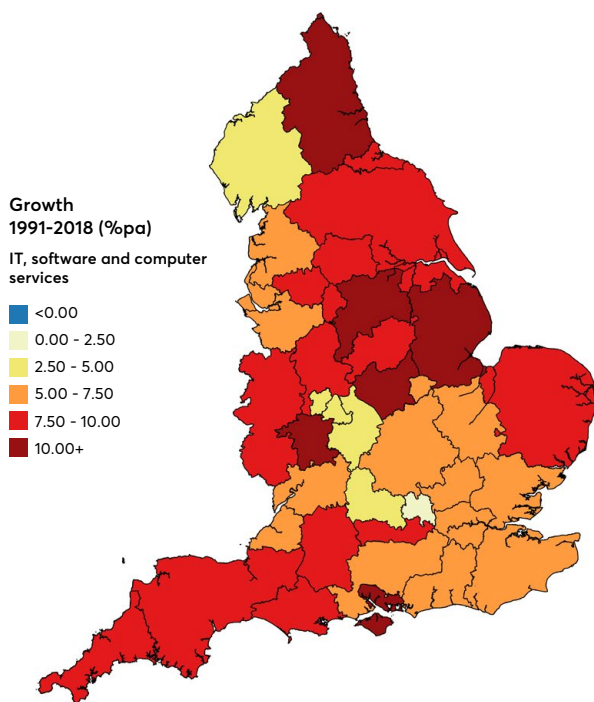 Growth
1991-2018 (%pa)
IT, software and computer
services
<0.00
0.00 - 2.50
2.50 - 5.00
5.00 - 7.50
7.50 - 10.00
10.00+